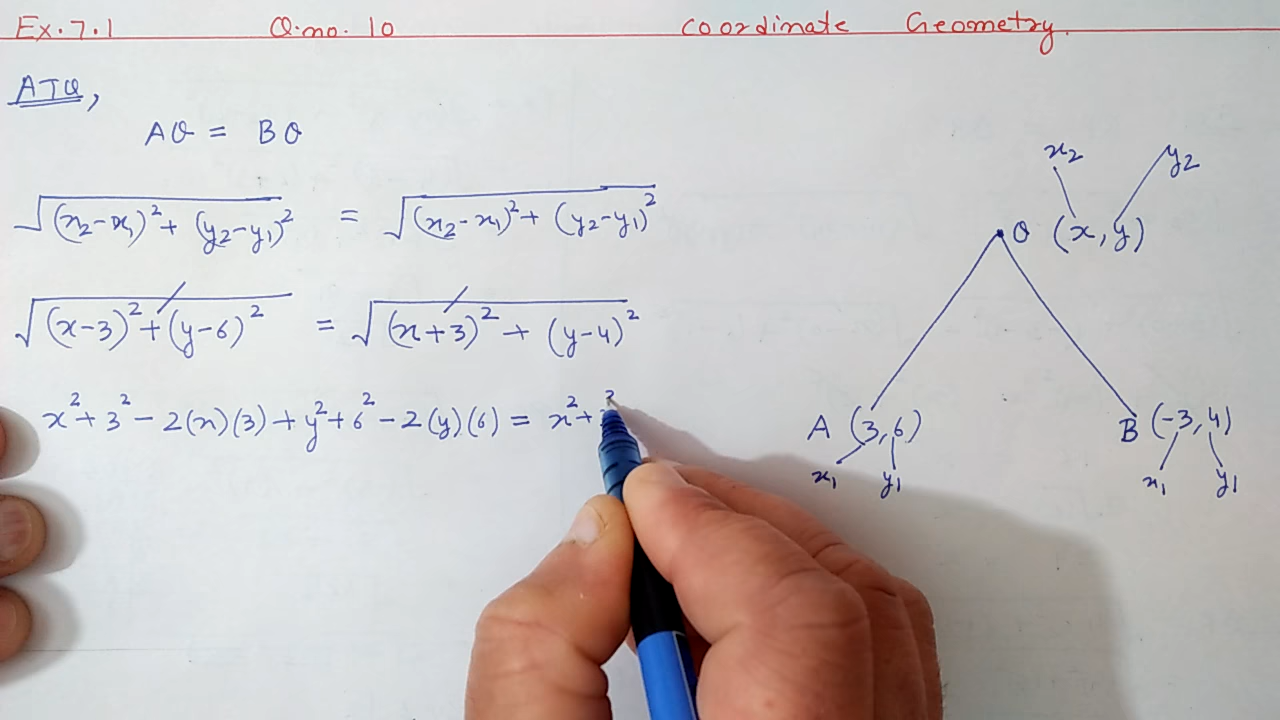 Ex. 7.1 Q.no. 10 Coordinate Geometry.
ATQ,
AO = BO
√(x₂-x₁)² + (y₂-y₁)² = √(x₂-x₁)² + (y₂-y₁)²
√(x-3)² + (y-6)² = √(x+3)² + (y-4)²
x² + 3² - 2(x)(3) + y² + 6² - 2(y)(6) = x² +
x₂ y₂
O (x, y)
A (3, 6) B (-3, 4)
x₁ y₁ x₁ y₁